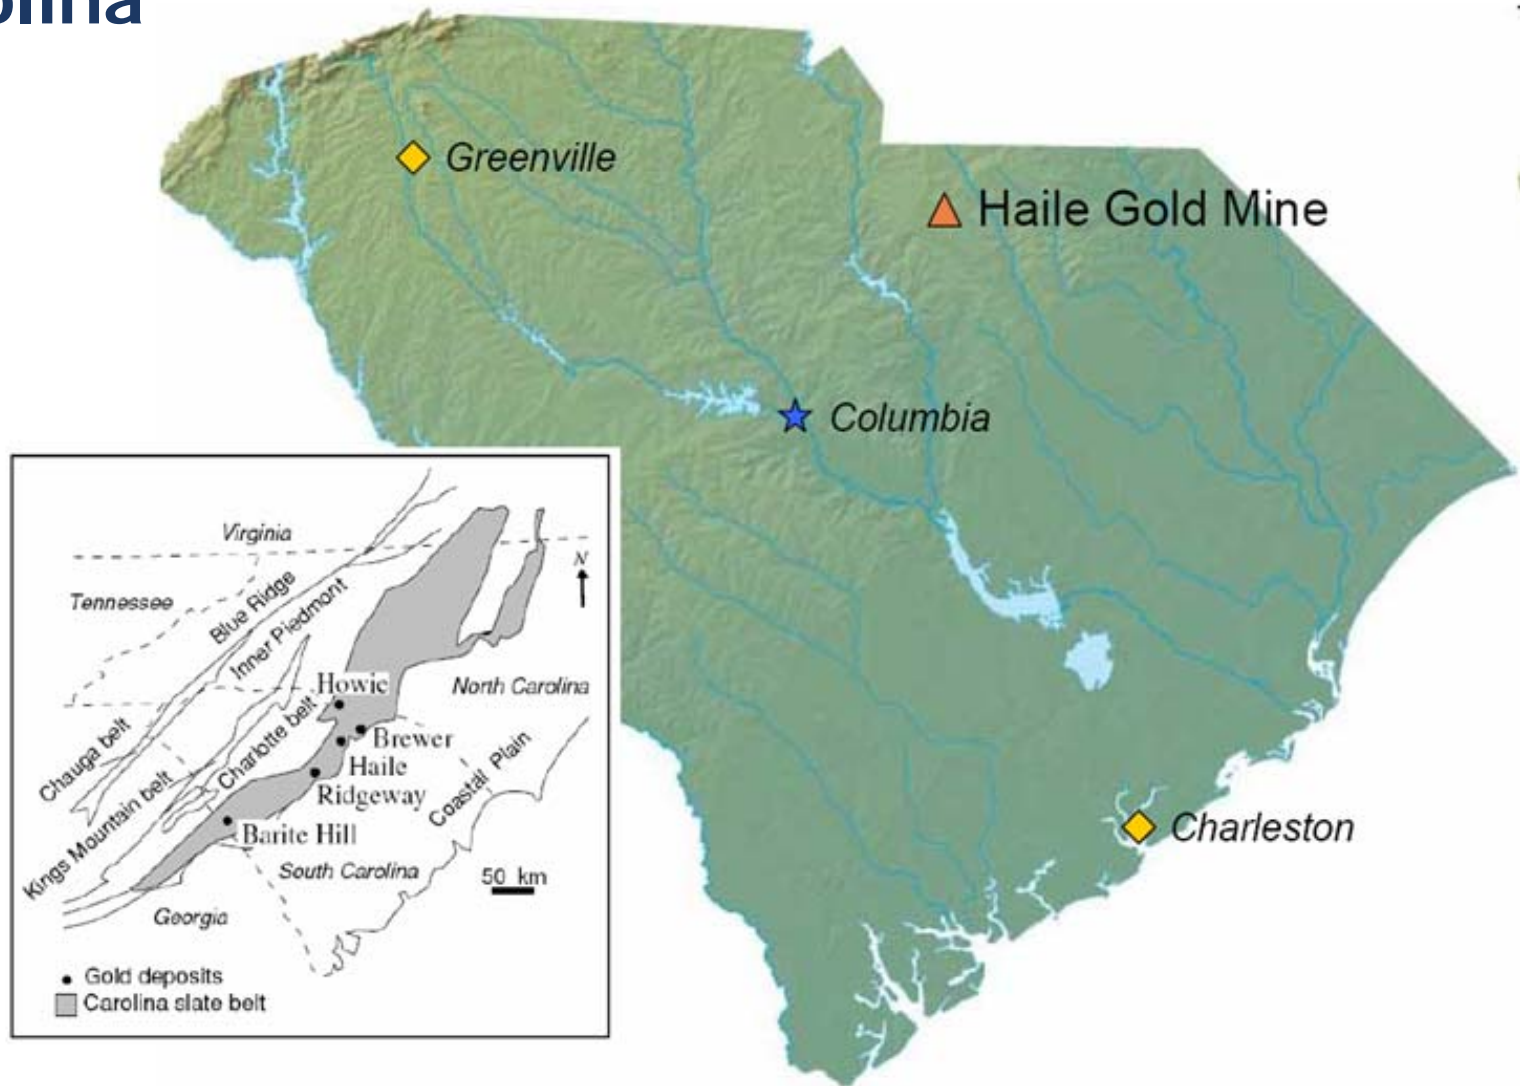 olina
Greenville
Haile Gold Mine
Columbia
Charleston
Virginia
N
Tennessee
Blue Ridge
Inner Piedmont
Howie
North Carolina
Charlotte belt
Brewer
Chauga belt
Haile
Coastal Plain
Kings Mountain belt
Ridgeway
Barite Hill
South Carolina
50 km
Georgia
Gold deposits
Carolina slate belt